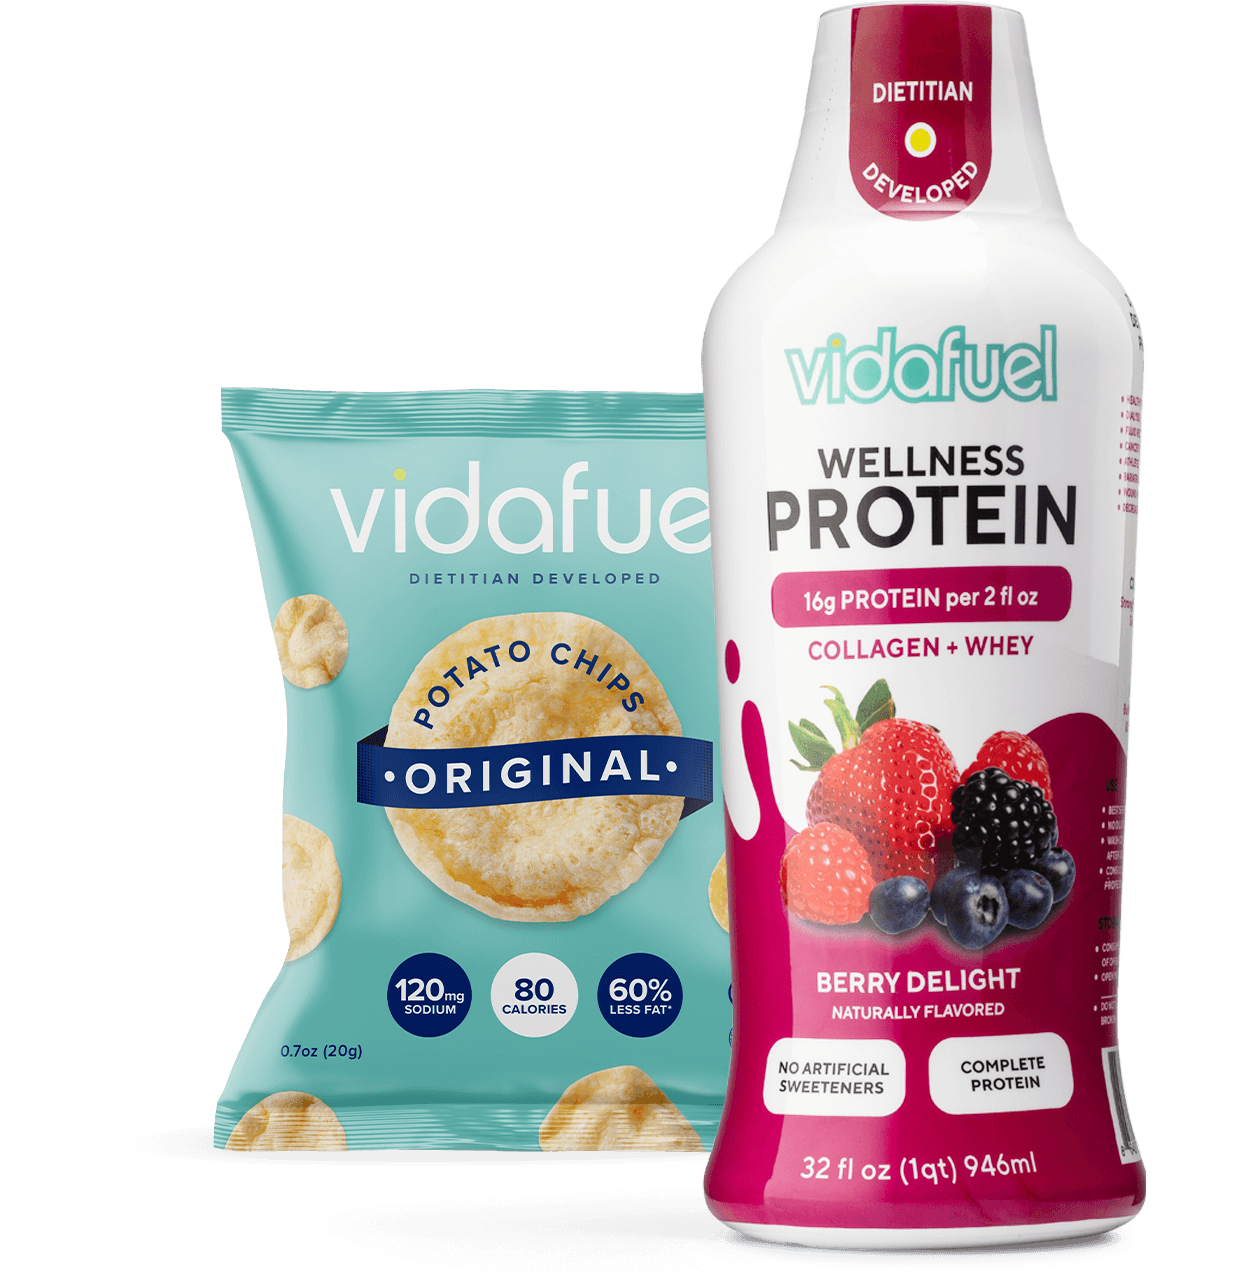 DIETITIAN
DEVELOPED
vidafuel
WELLNESS
PROTEIN
16g PROTEIN per 2 fl oz
COLLAGEN + WHEY
BERRY DELIGHT
NATURALLY FLAVORED
NO ARTIFICIAL
SWEETENERS
COMPLETE
PROTEIN
32 fl oz (1qt) 946ml
vidafue
DIETITIAN DEVELOPED
POTATO CHIPS
•ORIGINAL•
120mg
SODIUM
80
CALORIES
60%
LESS FAT*
0.7oz (20g)